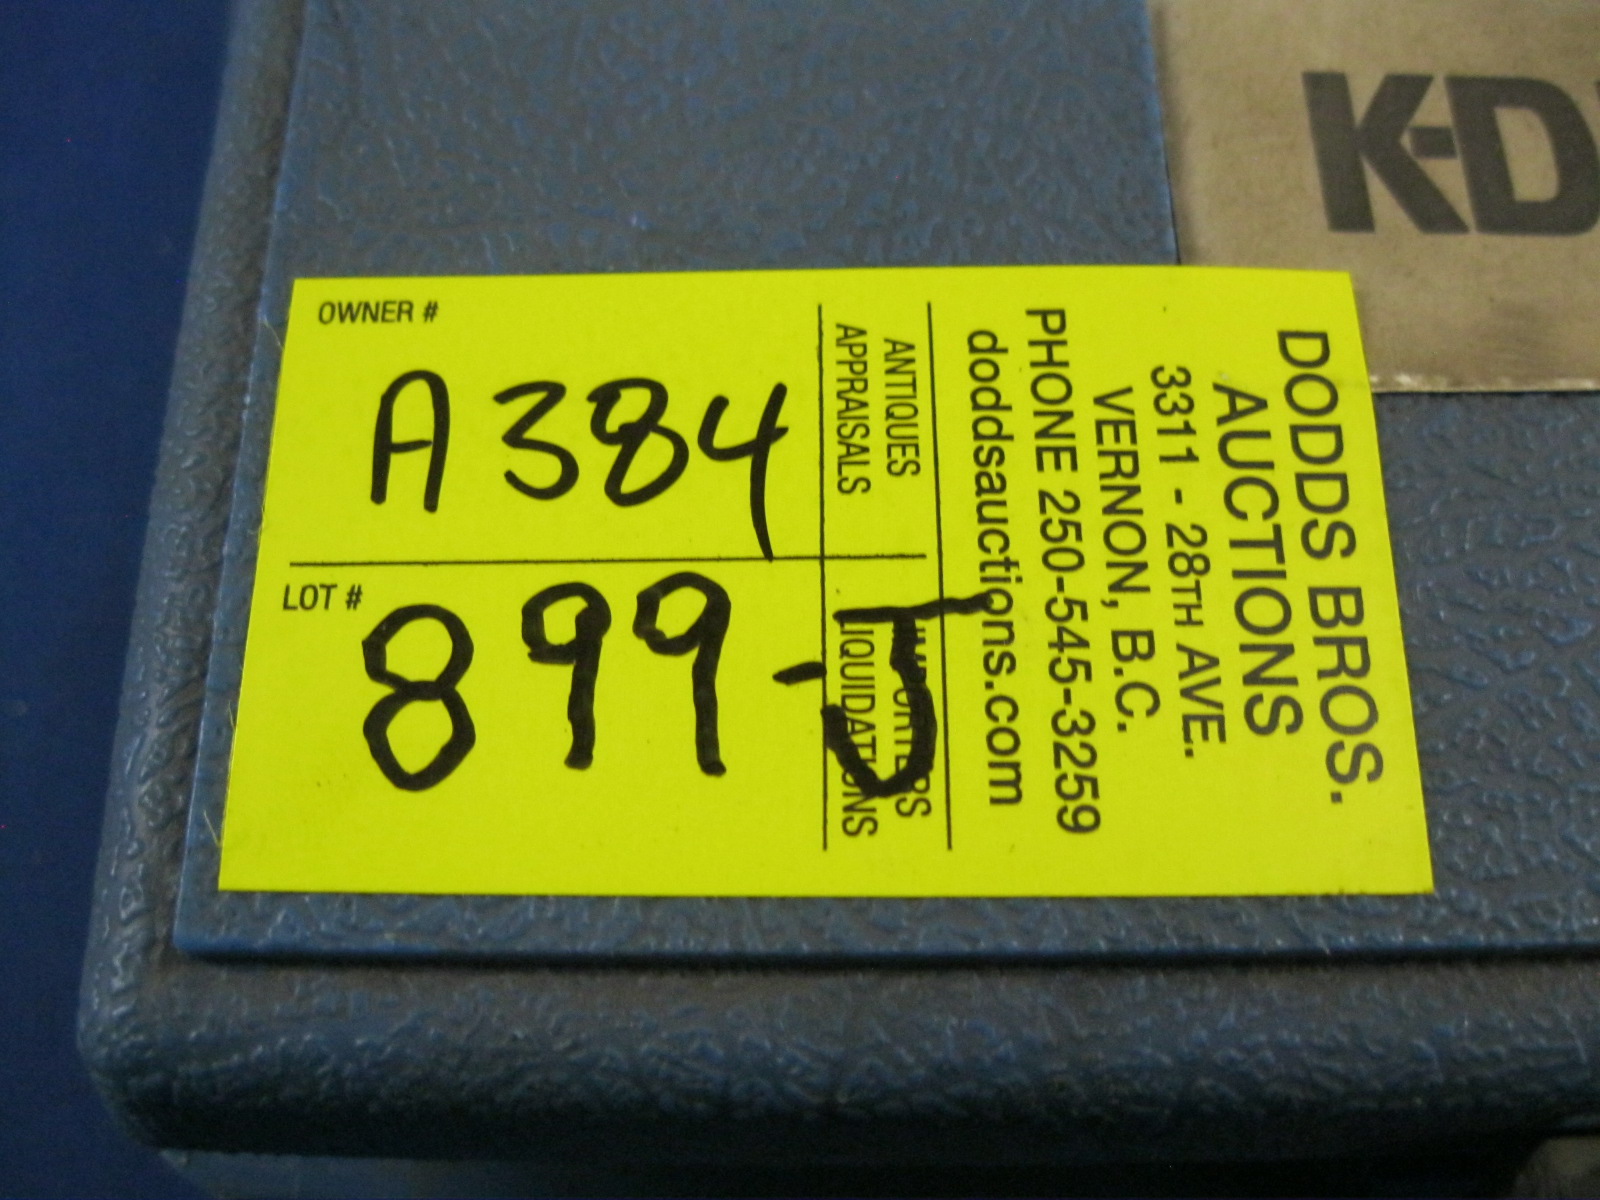 K-D
OWNER #
A384
LOT #
899-J
ANTIQUES
APPRAISALS
IMPORTERS
LIQUIDATIONS
DODDS BROS.
AUCTIONS
3311 - 28TH AVE.
VERNON, B.C.
PHONE 250-545-3259
doddsauctions.com